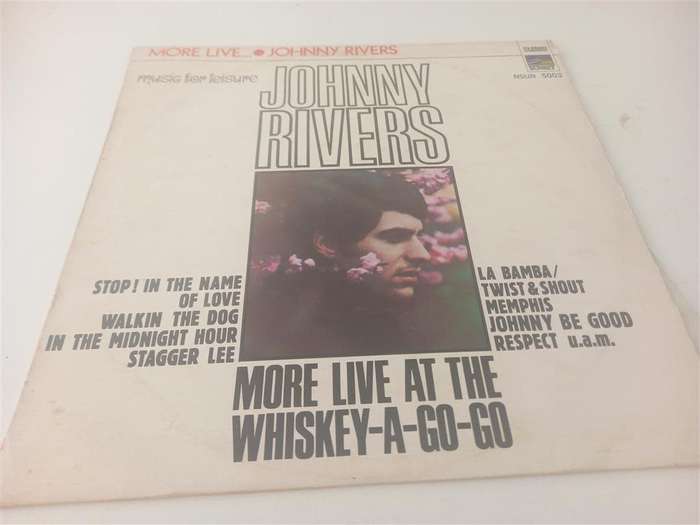 MORE LIVE... ● JOHNNY RIVERS
music for leisure
NSUN 5002
JOHNNY
RIVERS
STOP! IN THE NAME
OF LOVE
WALKIN THE DOG
IN THE MIDNIGHT HOUR
STAGGER LEE
LA BAMBA/
TWIST & SHOUT
MEMPHIS
JOHNNY BE GOOD
RESPECT u.a.m.
MORE LIVE AT THE
WHISKEY-A-GO-GO